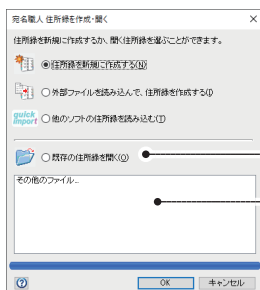 宛名職人 住所録を作成・開く
住所録を新規に作成するか、開く住所録を選ぶことができます。
住所録を新規に作成する(N)
外部ファイルを読み込んで、住所録を作成する(I)
quick import
他のソフトの住所録を読み込む(T)
既存の住所録を開く(O)
その他のファイル...
OK
キャンセル